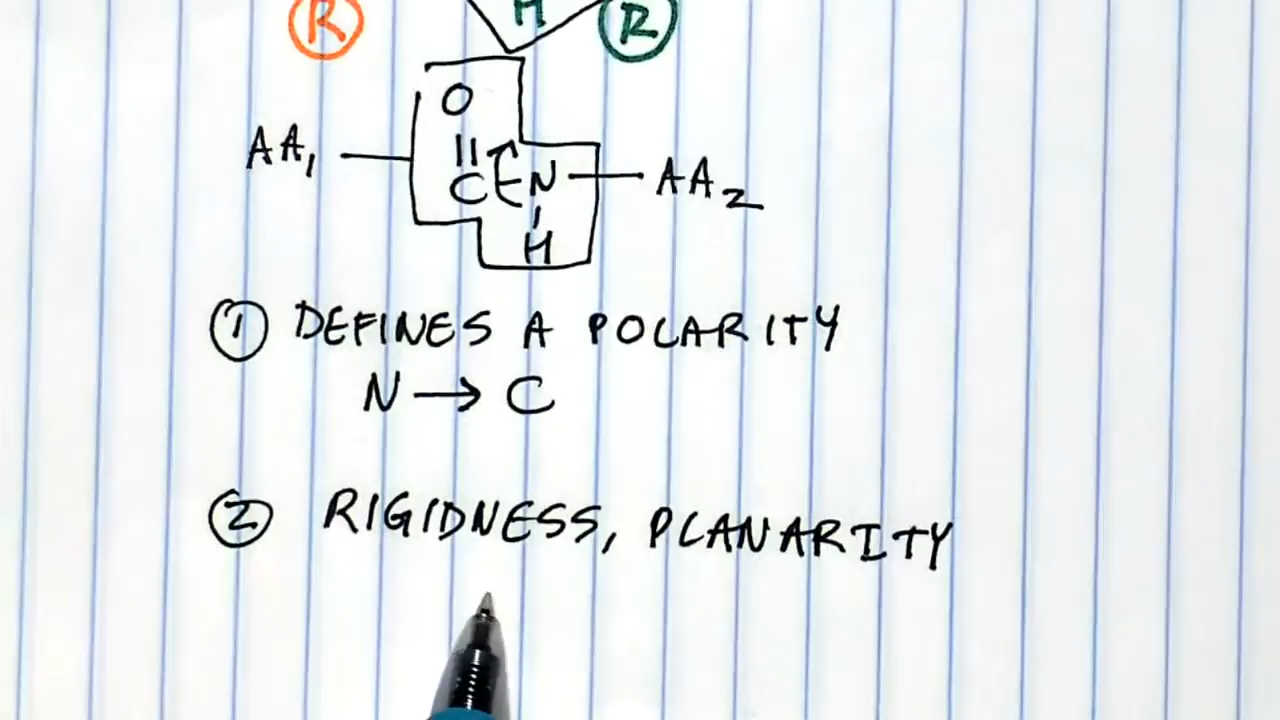 R H R
O
AA₁ — C N — AA₂
H
① DEFINES A POLARITY
N → C
② RIGIDNESS, PLANARITY